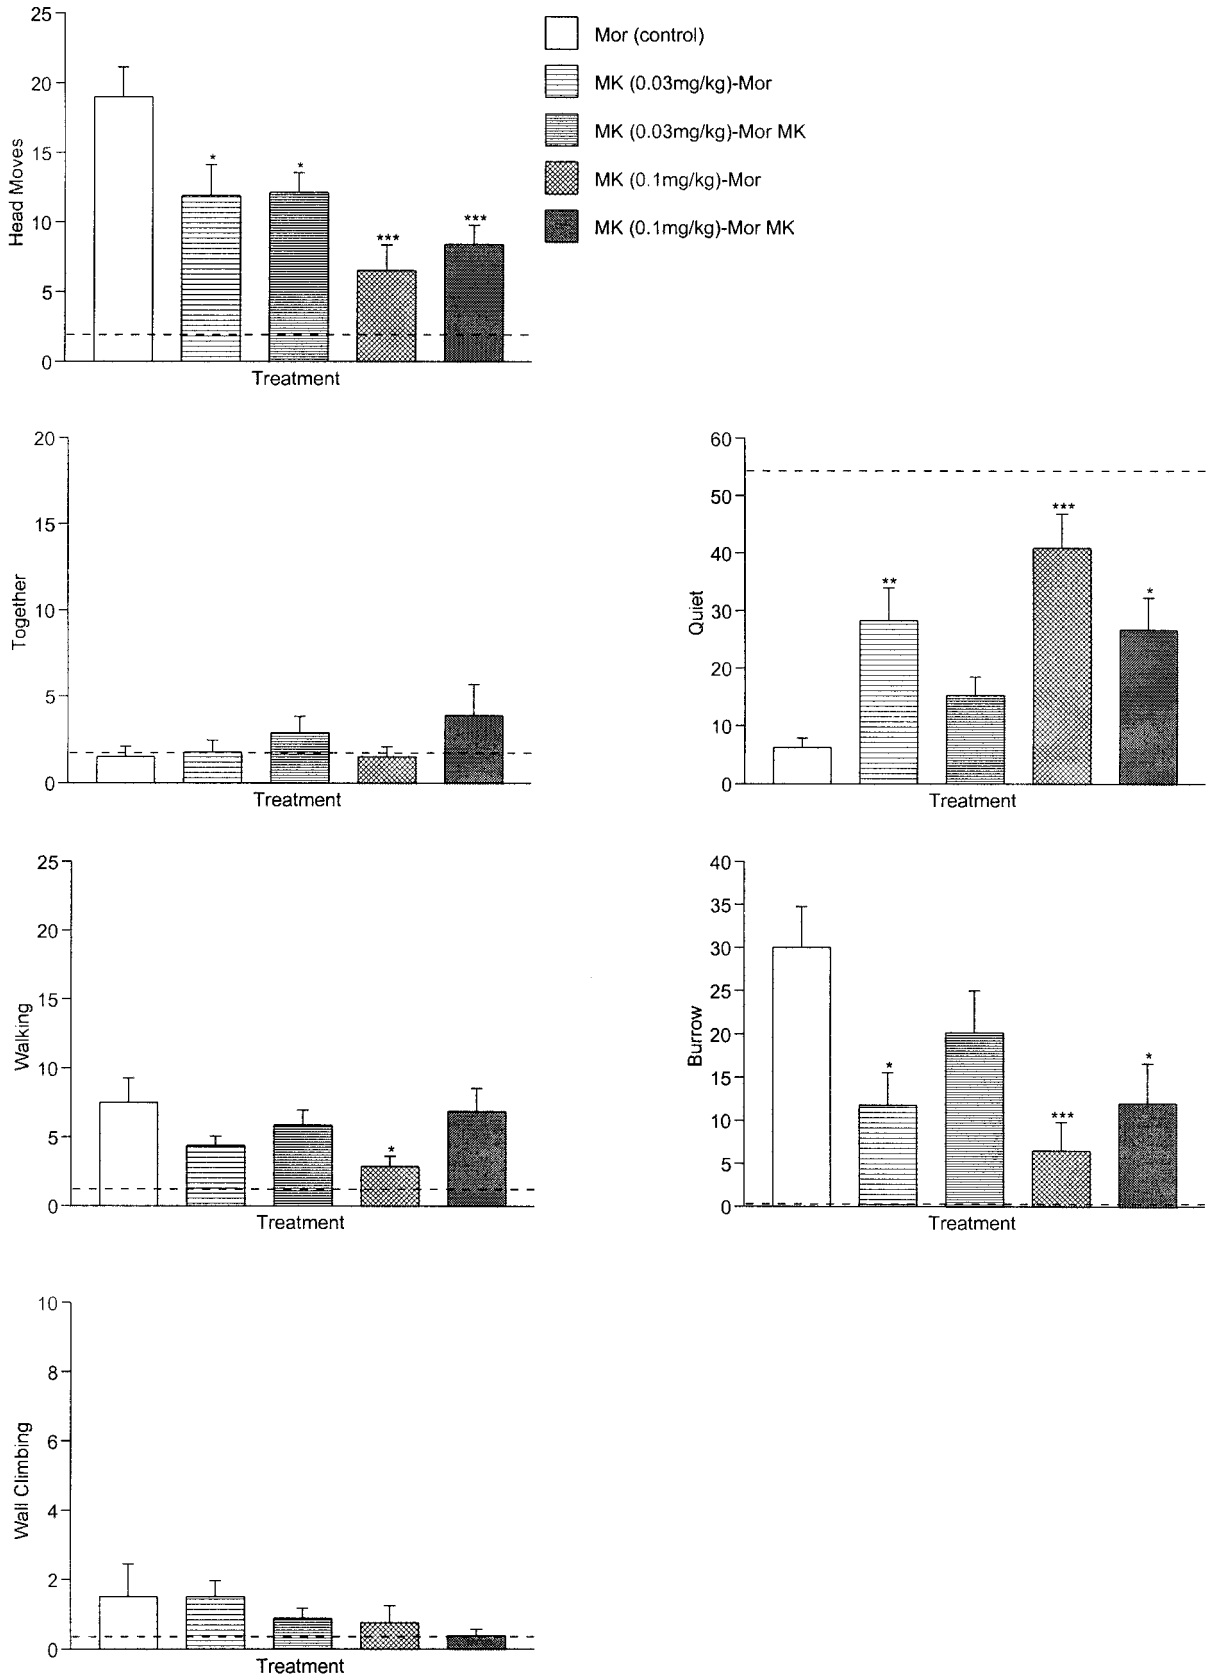 25
20
15
10
5
0
Head Moves
*
*
***
***
Treatment
Mor (control)
MK (0.03mg/kg)-Mor
MK (0.03mg/kg)-Mor MK
MK (0.1mg/kg)-Mor
MK (0.1mg/kg)-Mor MK
20
15
10
5
0
Together
Treatment
60
50
40
30
20
10
0
Quiet
**
***
*
Treatment
25
20
15
10
5
0
Walking
*
Treatment
40
35
30
25
20
15
10
5
0
Burrow
*
***
*
Treatment
10
8
6
4
2
0
Wall Climbing
Treatment